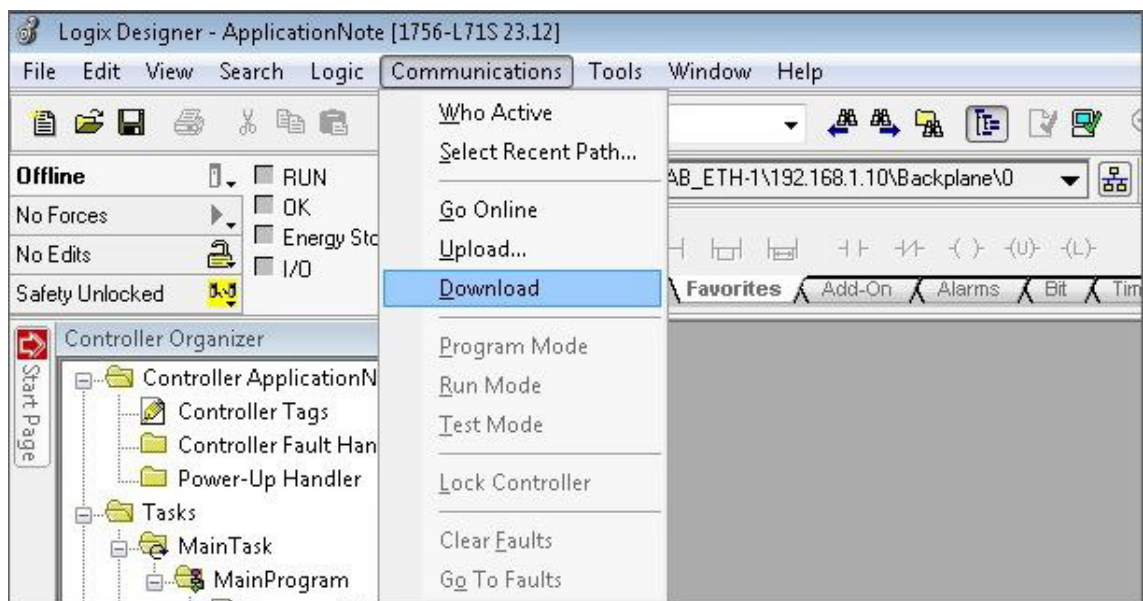 Logix Designer - ApplicationNote [1756-L71S 23.12]
File Edit View Search Logic Communications Tools Window Help
Who Active
Select Recent Path...
Go Online
Upload...
Download
Program Mode
Run Mode
Test Mode
Lock Controller
Clear Faults
Go To Faults
Offline
No Forces
No Edits
Safety Unlocked
RUN
OK
Energy Sto
I/O
AB_ETH-1\192.168.1.10\Backplane\0
Favorites Add-On Alarms Bit Tim
Start Page
Controller Organizer
Controller ApplicationN
Controller Tags
Controller Fault Han
Power-Up Handler
Tasks
MainTask
MainProgram